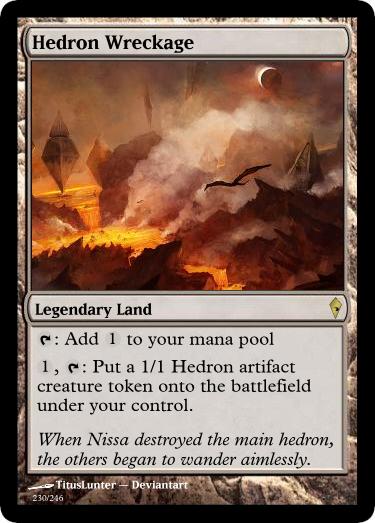 Hedron Wreckage
Legendary Land
: Add 1 to your mana pool
1, : Put a 1/1 Hedron artifact
creature token onto the battlefield
under your control.
When Nissa destroyed the main hedron,
the others began to wander aimlessly.
TitusLunter — Deviantart
230/246